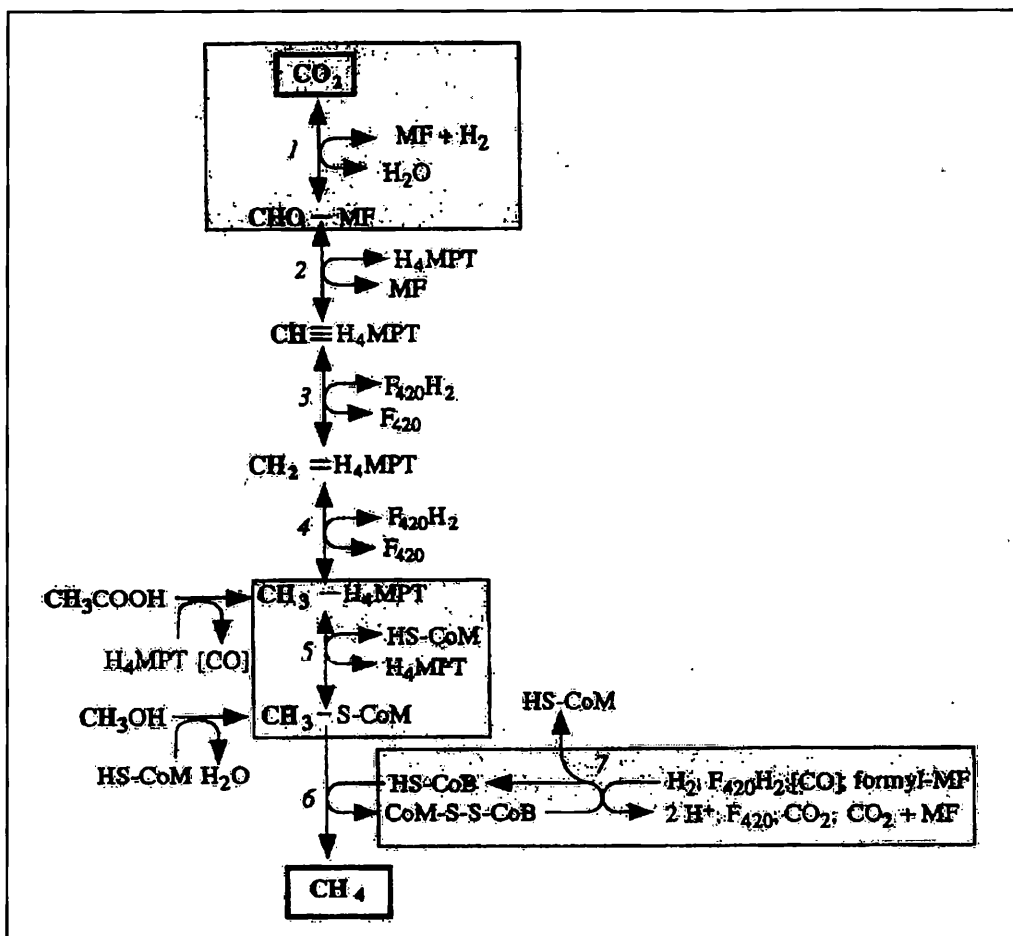 CO₂
1
MF + H₂
H₂O
CHO – MF
2
H₄MPT
MF
CH≡H₄MPT
3
F₄₂₀H₂
F₄₂₀
CH₂ =H₄MPT
4
F₄₂₀H₂
F₄₂₀
CH₃COOH
CH₃ –H₄MPT
H₄MPT [CO]
5
HS-CoM
H₄MPT
CH₃OH
CH₃ – S-CoM
HS-CoM H₂O
HS-CoM
6
7
HS-CoB
H₂, F₄₂₀H₂, [CO], formyl-MF
CoM-S-S-CoB
2 H⁺, F₄₂₀, CO₂, CO₂ + MF
CH₄